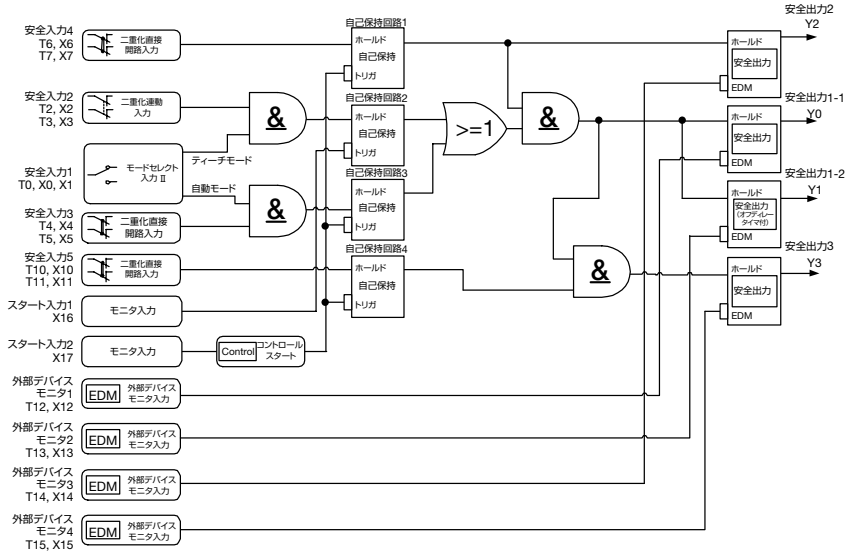 安全入力4
T6, X6
T7, X7
二重化直接
開路入力
安全入力2
T2, X2
T3, X3
二重化連動
入力
安全入力1
T0, X0, X1
モードセレクト
入力 II
ティーチモード
自動モード
安全入力3
T4, X4
T5, X5
二重化直接
開路入力
安全入力5
T10, X10
T11, X11
二重化直接
開路入力
スタート入力1
X16
モニタ入力
スタート入力2
X17
モニタ入力
Control
コントロール
スタート
外部デバイス
モニタ1
T12, X12
EDM
外部デバイス
モニタ入力
外部デバイス
モニタ2
T13, X13
EDM
外部デバイス
モニタ入力
外部デバイス
モニタ3
T14, X14
EDM
外部デバイス
モニタ入力
外部デバイス
モニタ4
T15, X15
EDM
外部デバイス
モニタ入力
&
&
自己保持回路1
ホールド
自己保持
トリガ
自己保持回路2
ホールド
自己保持
トリガ
自己保持回路3
ホールド
自己保持
トリガ
自己保持回路4
ホールド
自己保持
トリガ
>=1
&
&
安全出力2
Y2
ホールド
安全出力
EDM
安全出力1-1
Y0
ホールド
安全出力
EDM
安全出力1-2
Y1
ホールド
安全出力
(オフディレー
タイマ付)
EDM
安全出力3
Y3
ホールド
安全出力
EDM